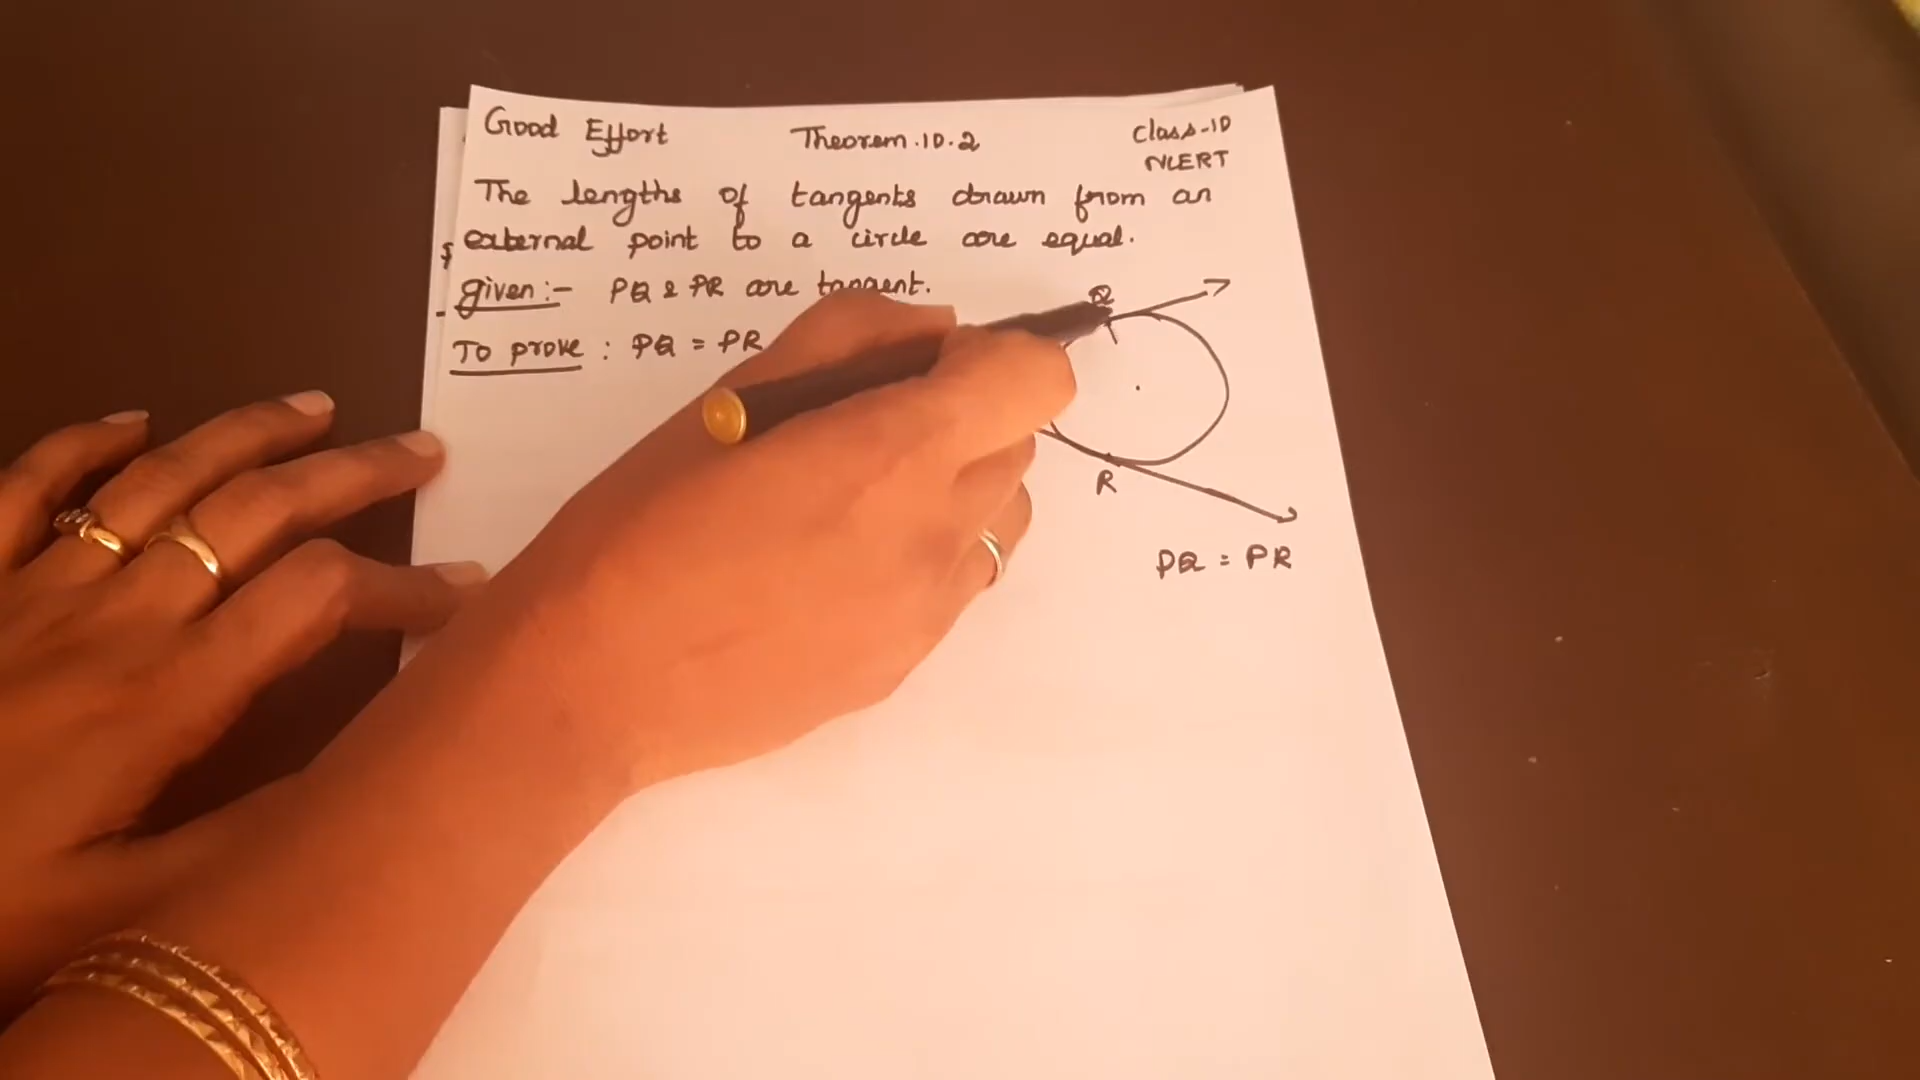 Good Effort Theorem.10.2 Class-10
NCERT
The lengths of tangents drawn from an
external point to a circle are equal.
given:- PQ & PR are tangent.
To prove: PQ = PR
Q
R
PQ = PR